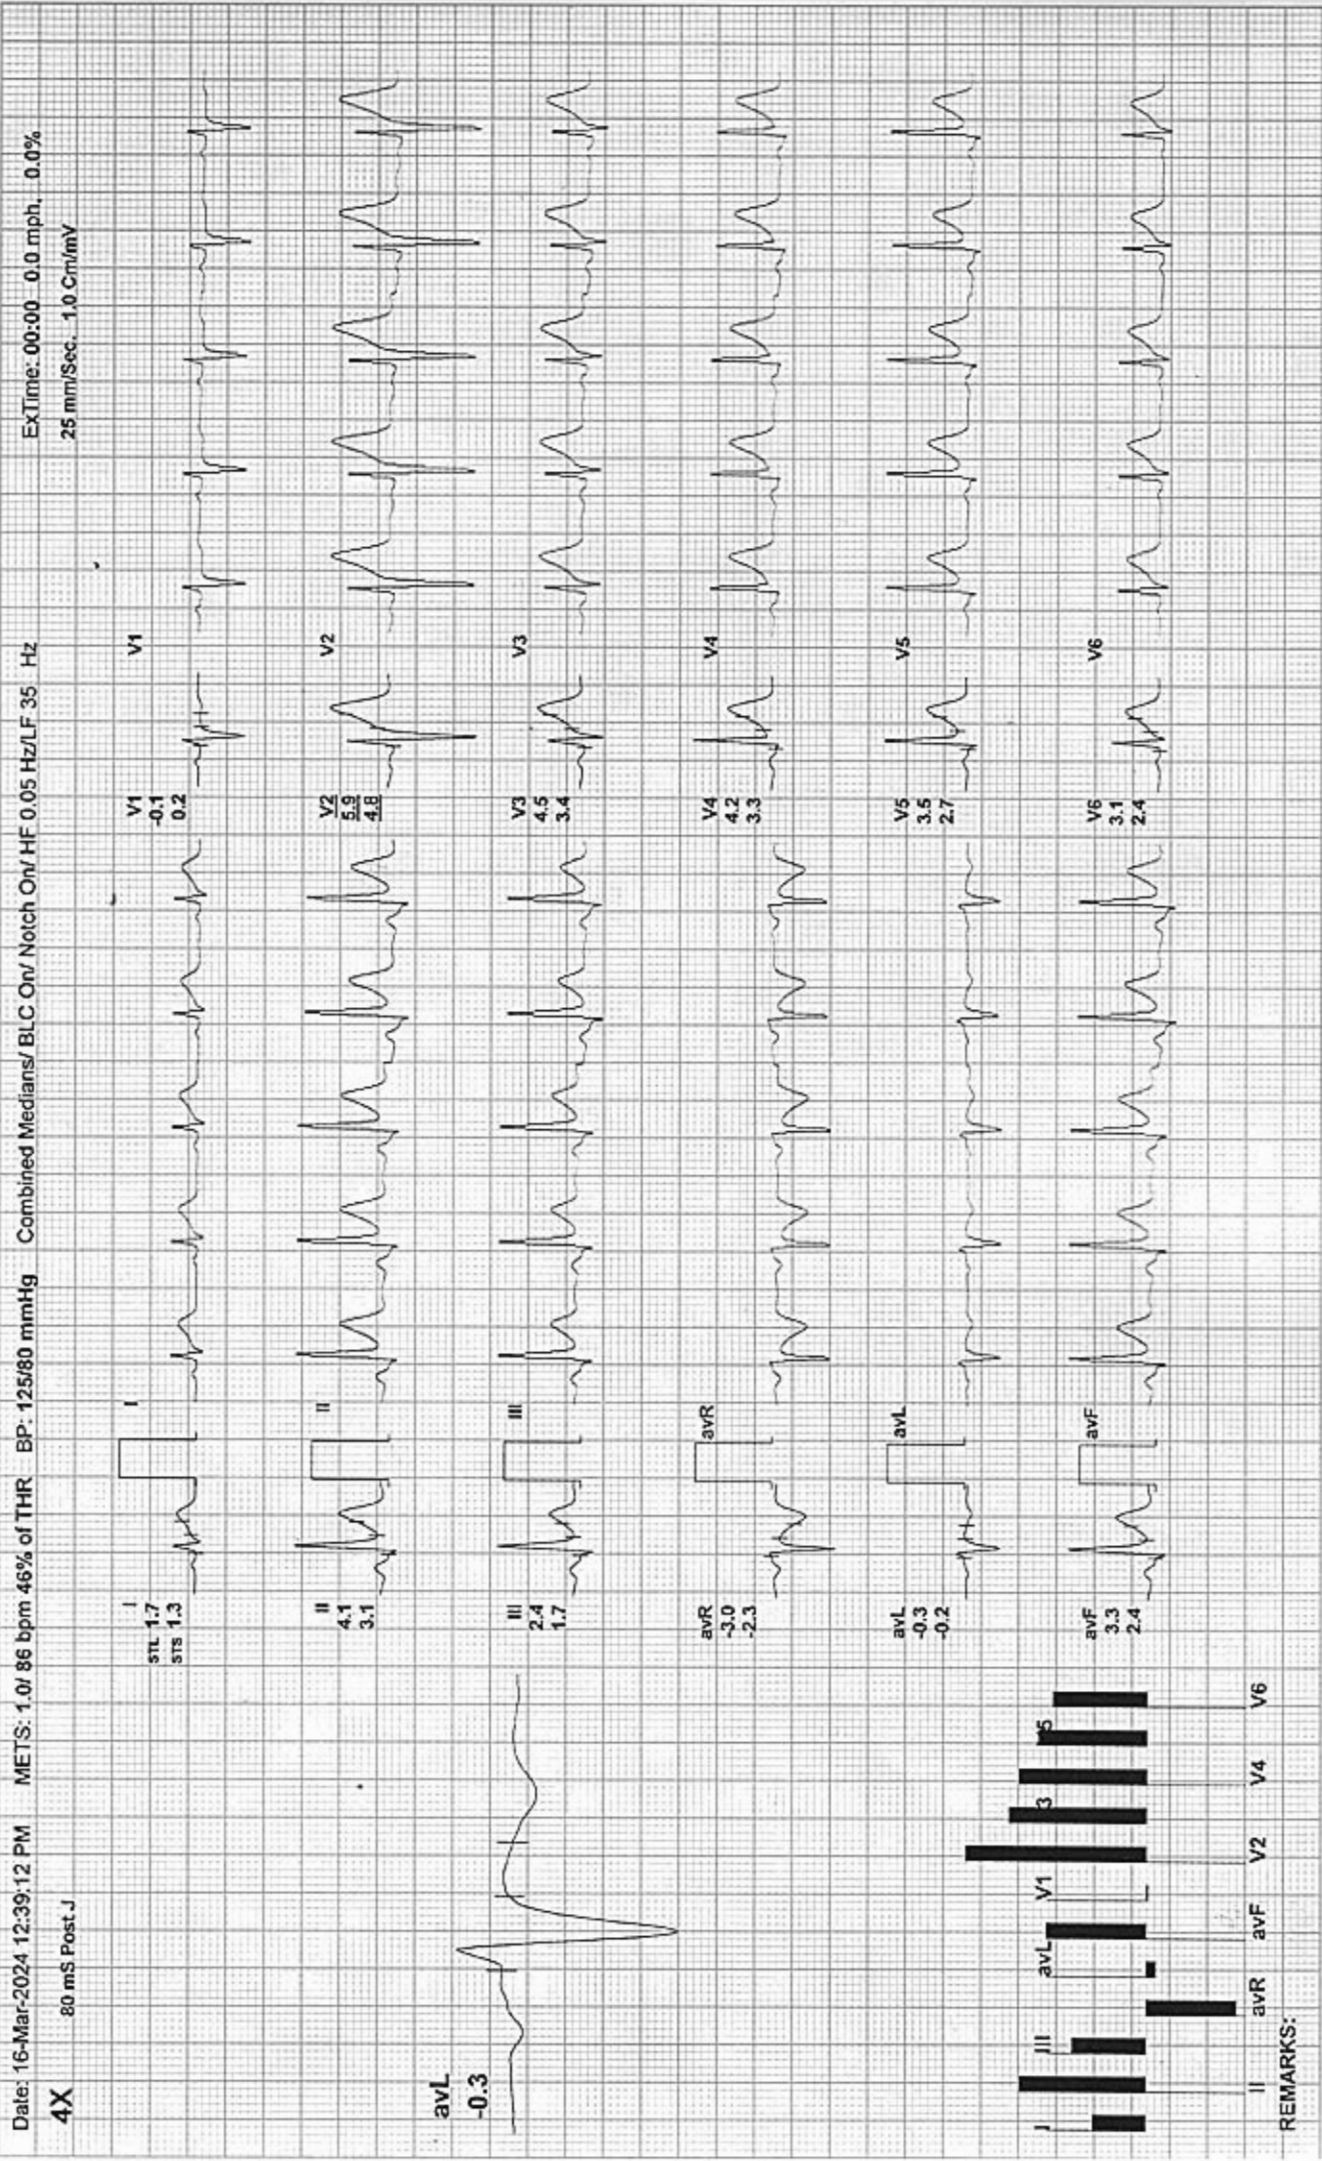 Date: 16-Mar-2024 12:39:12 PM METS: 1.0/ 86 bpm 46% of THR BP: 125/80 mmHg Combined Medians/ BLC On/ Notch On/ HF 0.05 Hz/LF 35 Hz
ExTime: 00:00 0.0 mph, 0.0%
4X 80 mS Post J
25 mm/Sec. 1.0 Cm/mV
avL
-0.3
I
STL 1.7
STS 1.3
I
V1
-0.1
0.2
V1
II
4.1
3.1
II
V2
5.9
4.8
V2
III
2.4
1.7
III
V3
4.5
3.4
V3
avR
-3.0
-2.3
avR
V4
4.2
3.3
V4
avL
-0.3
-0.2
avL
V5
3.5
2.7
V5
avF
3.3
2.4
avF
V6
3.1
2.4
V6
I III avL V1 3 5
II avR avF V2 V4 V6
REMARKS: